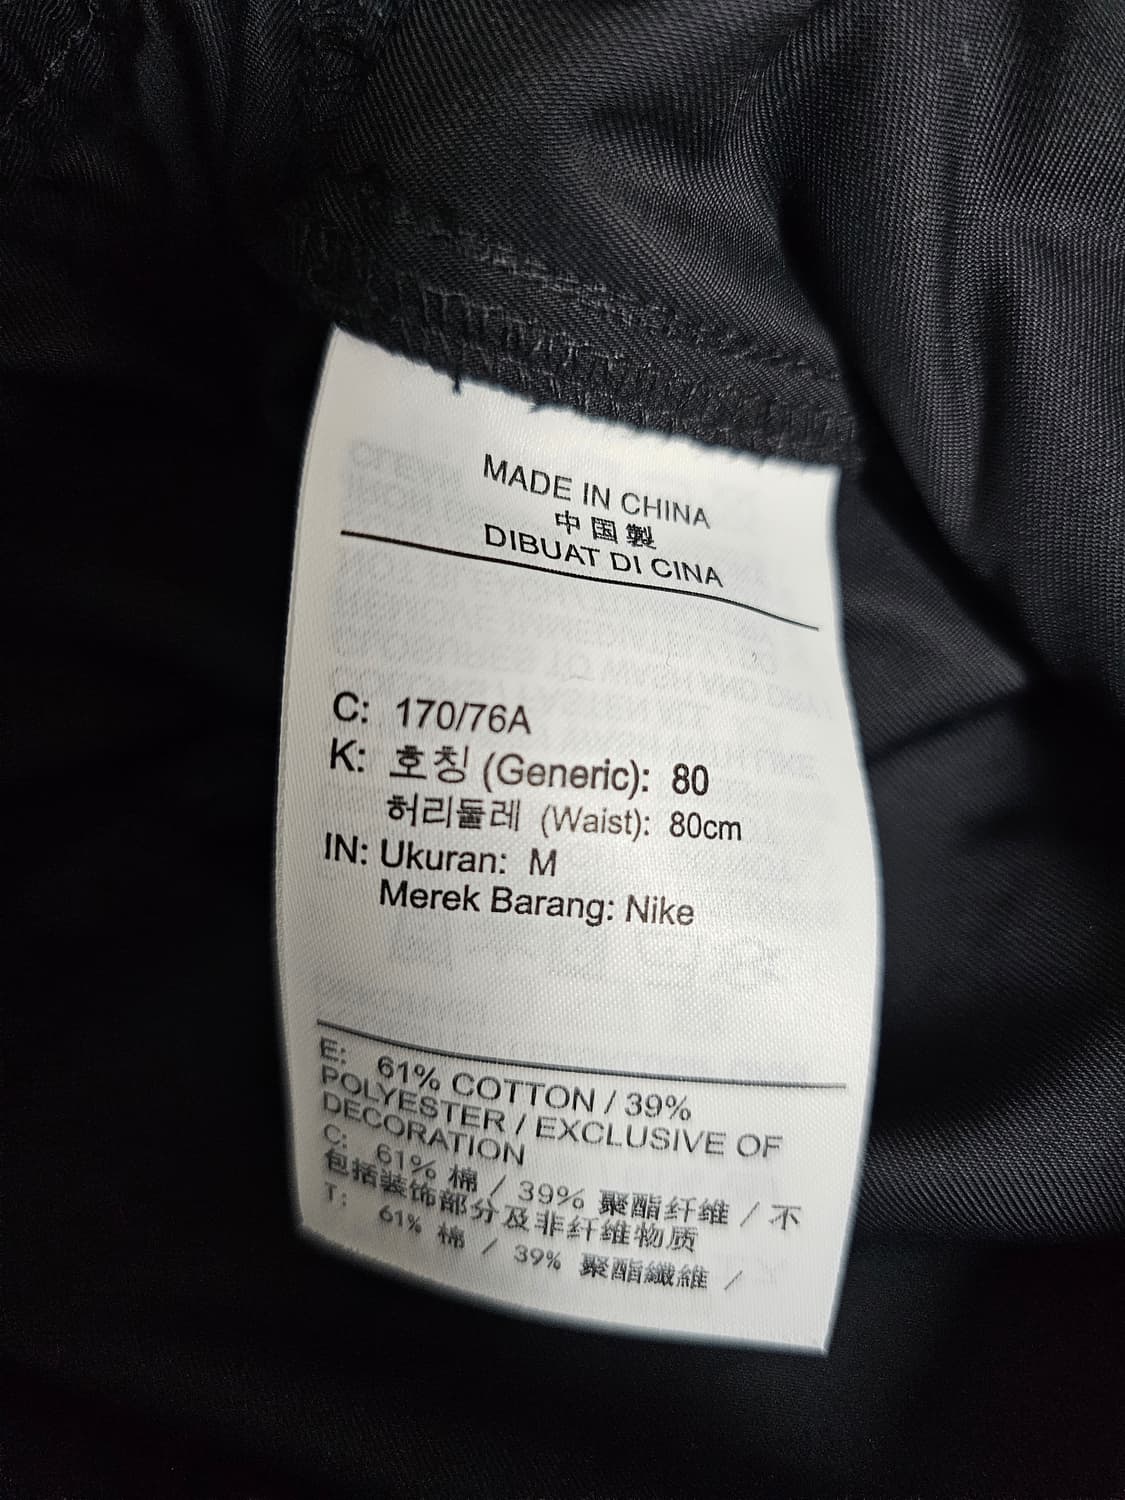 MADE IN CHINA
中国製
DIBUAT DI CINA
C: 170/76A
K: 호칭 (Generic): 80
허리둘레 (Waist): 80cm
IN: Ukuran: M
Merek Barang: Nike
E: 61% COTTON / 39%
POLYESTER / EXCLUSIVE OF
DECORATION
C: 61% 棉 / 39% 聚酯纤维 / 不
包括装饰部分及非纤维物质
T: 61% 棉 / 39% 聚酯纖維 /